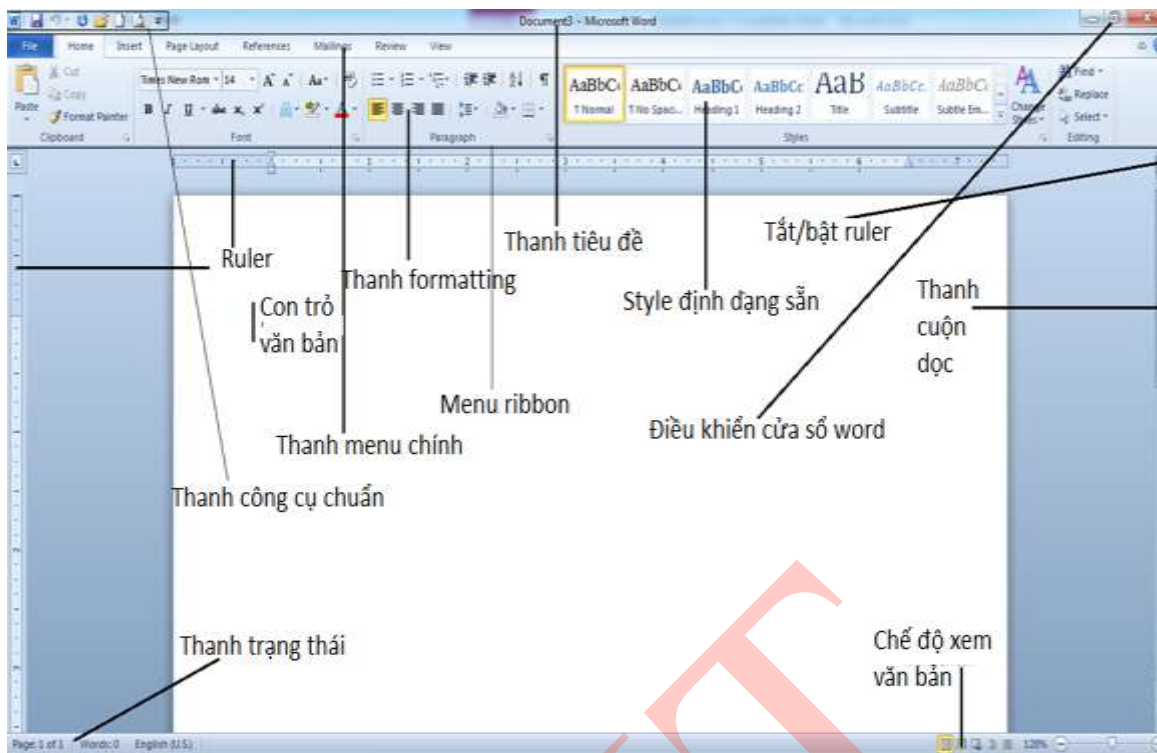 Document3 - Microsoft Word
File Home Insert Page Layout References Mailings Review View
Cut
Copy
Paste
Format Painter
Times New Rom 14
AaBbCc AaBbCc AaBbC AaBbCc AaB AaBbCc. AaBbCc
¶ Normal ¶ No Spac... Heading 1 Heading 2 Title Subtitle Subtle Em...
Change Styles
Find
Replace
Select
Clipboard Font Paragraph Styles Editing
Ruler
Thanh tiêu đề
Tắt/bật ruler
Thanh formatting
Style định dạng sẵn
Thanh
cuộn
dọc
Con trỏ
văn bản
Menu ribbon
Điều khiển cửa sổ word
Thanh menu chính
Thanh công cụ chuẩn
Thanh trạng thái
Chế độ xem
văn bản
Page: 1 of 1 Words: 0 English (U.S.) 120%